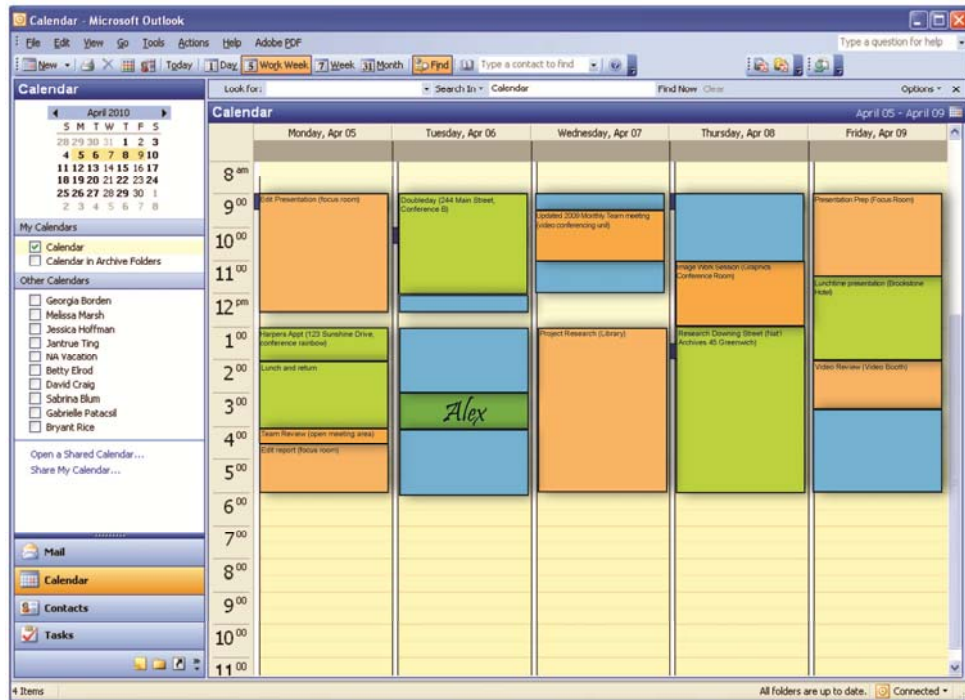 Calendar - Microsoft Outlook
File Edit View Go Tools Actions Help Adobe PDF
Type a question for help
New Today 1 Day 5 Work Week 7 Week 31 Month Find Type a contact to find
Calendar
Look for: Search In Calendar Find Now Clear Options
April 2010
S M T W T F S
28 29 30 31 1 2 3
4 5 6 7 8 9 10
11 12 13 14 15 16 17
18 19 20 21 22 23 24
25 26 27 28 29 30 1
2 3 4 5 6 7 8
My Calendars
Calendar
Calendar in Archive Folders
Other Calendars
Georgia Borden
Melissa Marsh
Jessica Hoffman
Jantrue Ting
NA Vacation
Betty Elrod
David Craig
Sabrina Blum
Gabrielle Patacsil
Bryant Rice
Open a Shared Calendar...
Share My Calendar...
Mail
Calendar
Contacts
Tasks
Calendar April 05 - April 09
Monday, Apr 05 Tuesday, Apr 06 Wednesday, Apr 07 Thursday, Apr 08 Friday, Apr 09
8 am
9 00
10 00
11 00
12 pm
1 00
2 00
3 00
4 00
5 00
6 00
7 00
8 00
9 00
10 00
11 00
Edit Presentation (focus room)
Harpers Appt (123 Sunshine Drive,
conference rainbow)
Lunch and return
Team Review (open meeting area)
Edit report (focus room)
Doubleday (244 Main Street,
Conference B)
Alex
Updated 2009 Monthly Team meeting
(video conferencing unit)
Project Research (Library)
Image Work Session (Graphics
Conference Room)
Research Downing Street (Nat'l
Archives 45 Greenwich)
Presentation Prep (Focus Room)
Lunchtime presentation (Brookstone
Hotel)
Video Review (Video Booth)
4 Items
All folders are up to date. Connected